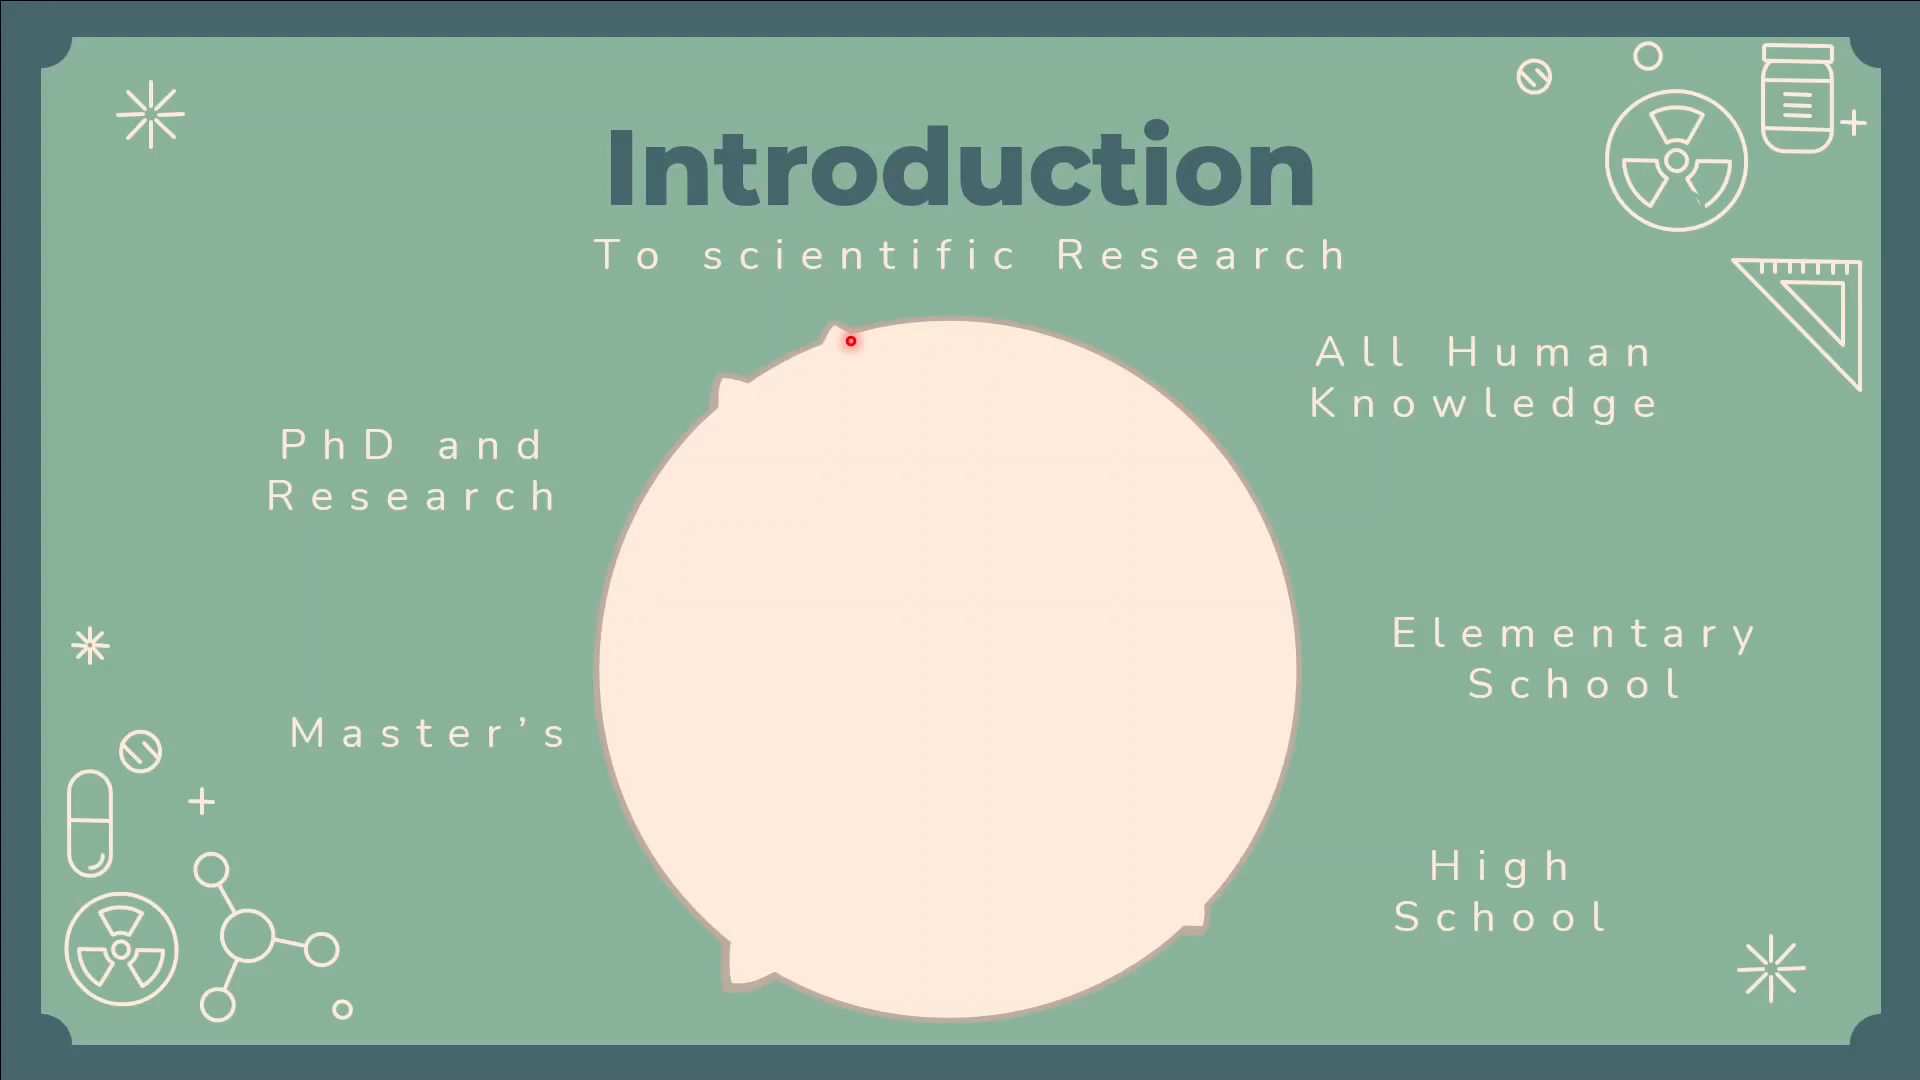 Introduction
To scientific Research
All Human
Knowledge
PhD and
Research
Elementary
School
Master’s
High
School